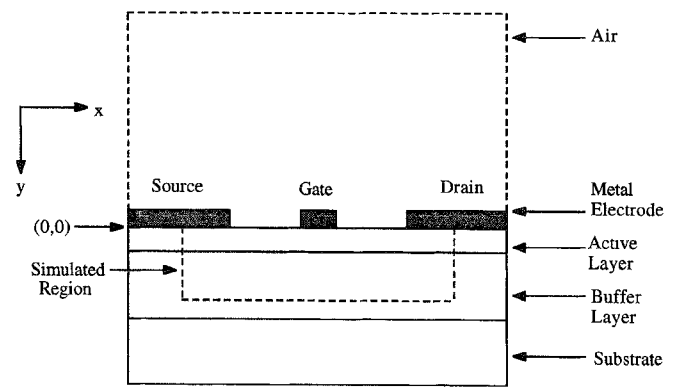 Air
x
y
Source
Gate
Drain
Metal
Electrode
(0,0)
Active
Layer
Simulated
Region
Buffer
Layer
Substrate